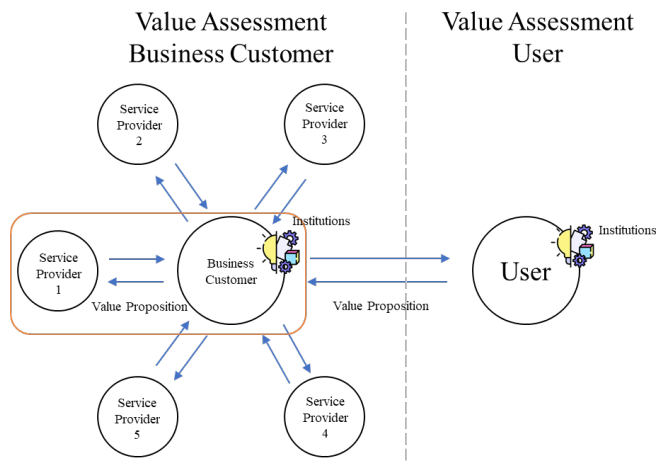 Value Assessment
Business Customer
Value Assessment
User
Service
Provider
2
Service
Provider
3
Institutions
Institutions
Service
Provider
1
Business
Customer
User
Value Proposition
Value Proposition
Service
Provider
5
Service
Provider
4